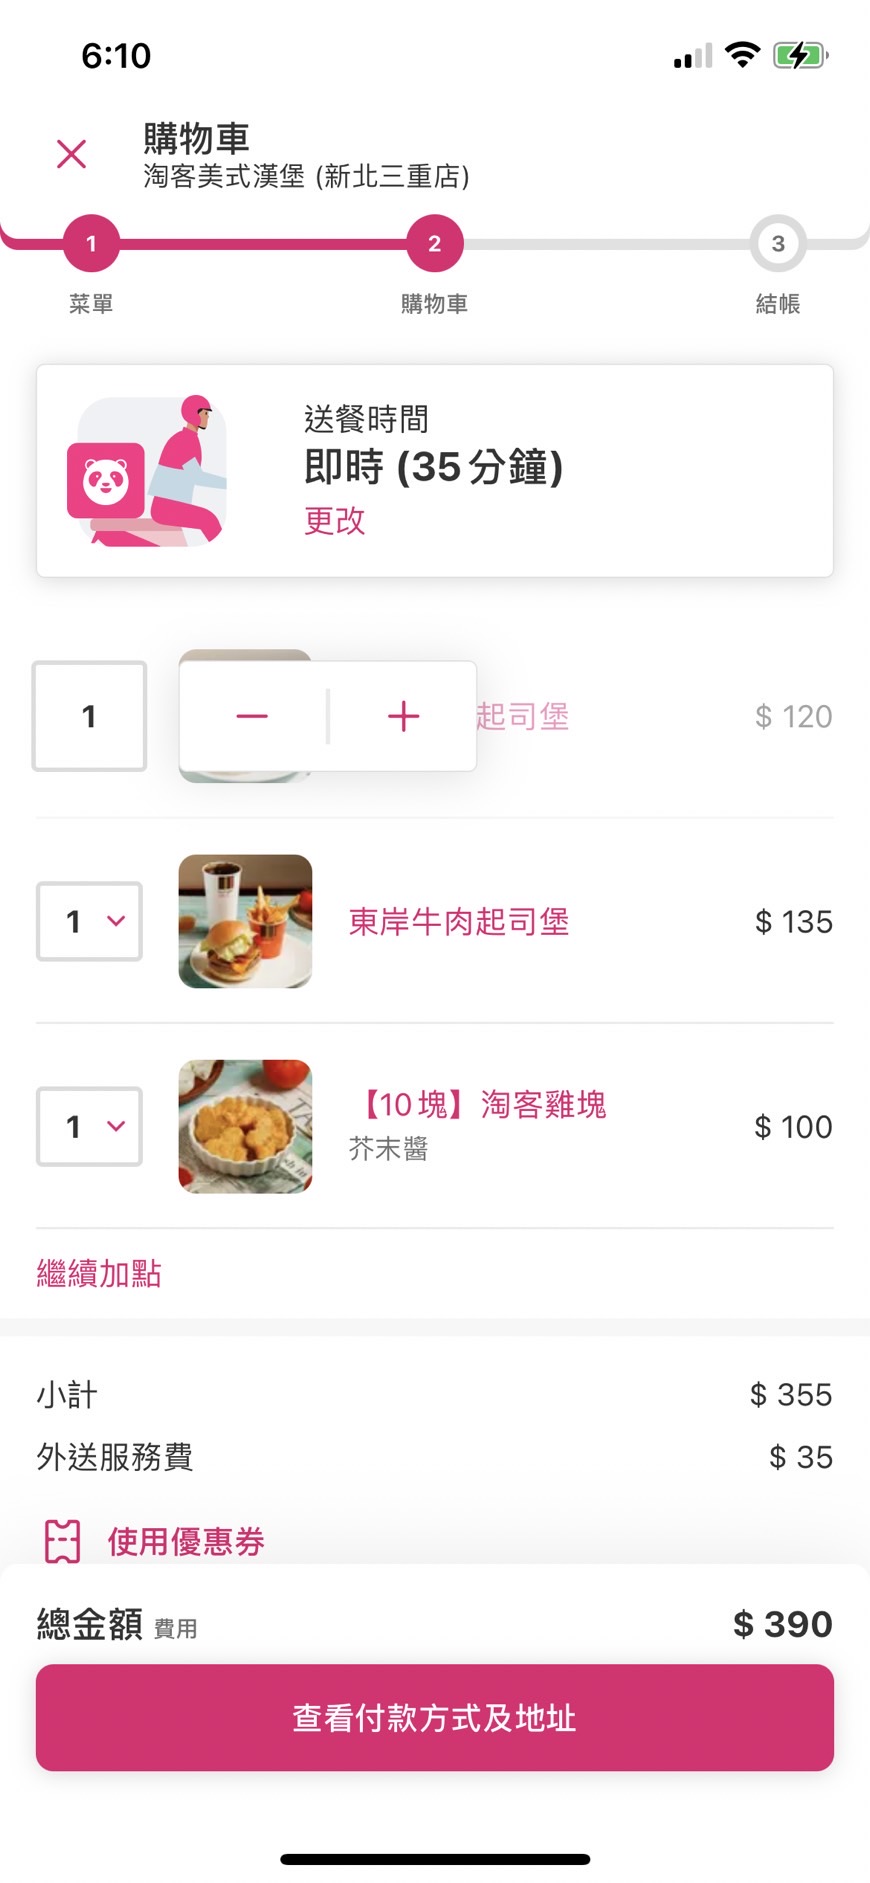 6:10
購物車
淘客美式漢堡 (新北三重店)
1
2
3
菜單
購物車
結帳
送餐時間
即時 (35 分鐘)
更改
1
起司堡
$ 120
1
東岸牛肉起司堡
$ 135
1
【10 塊】淘客雞塊
芥末醬
$ 100
繼續加點
小計
$ 355
外送服務費
$ 35
使用優惠券
總金額 費用
$ 390
查看付款方式及地址